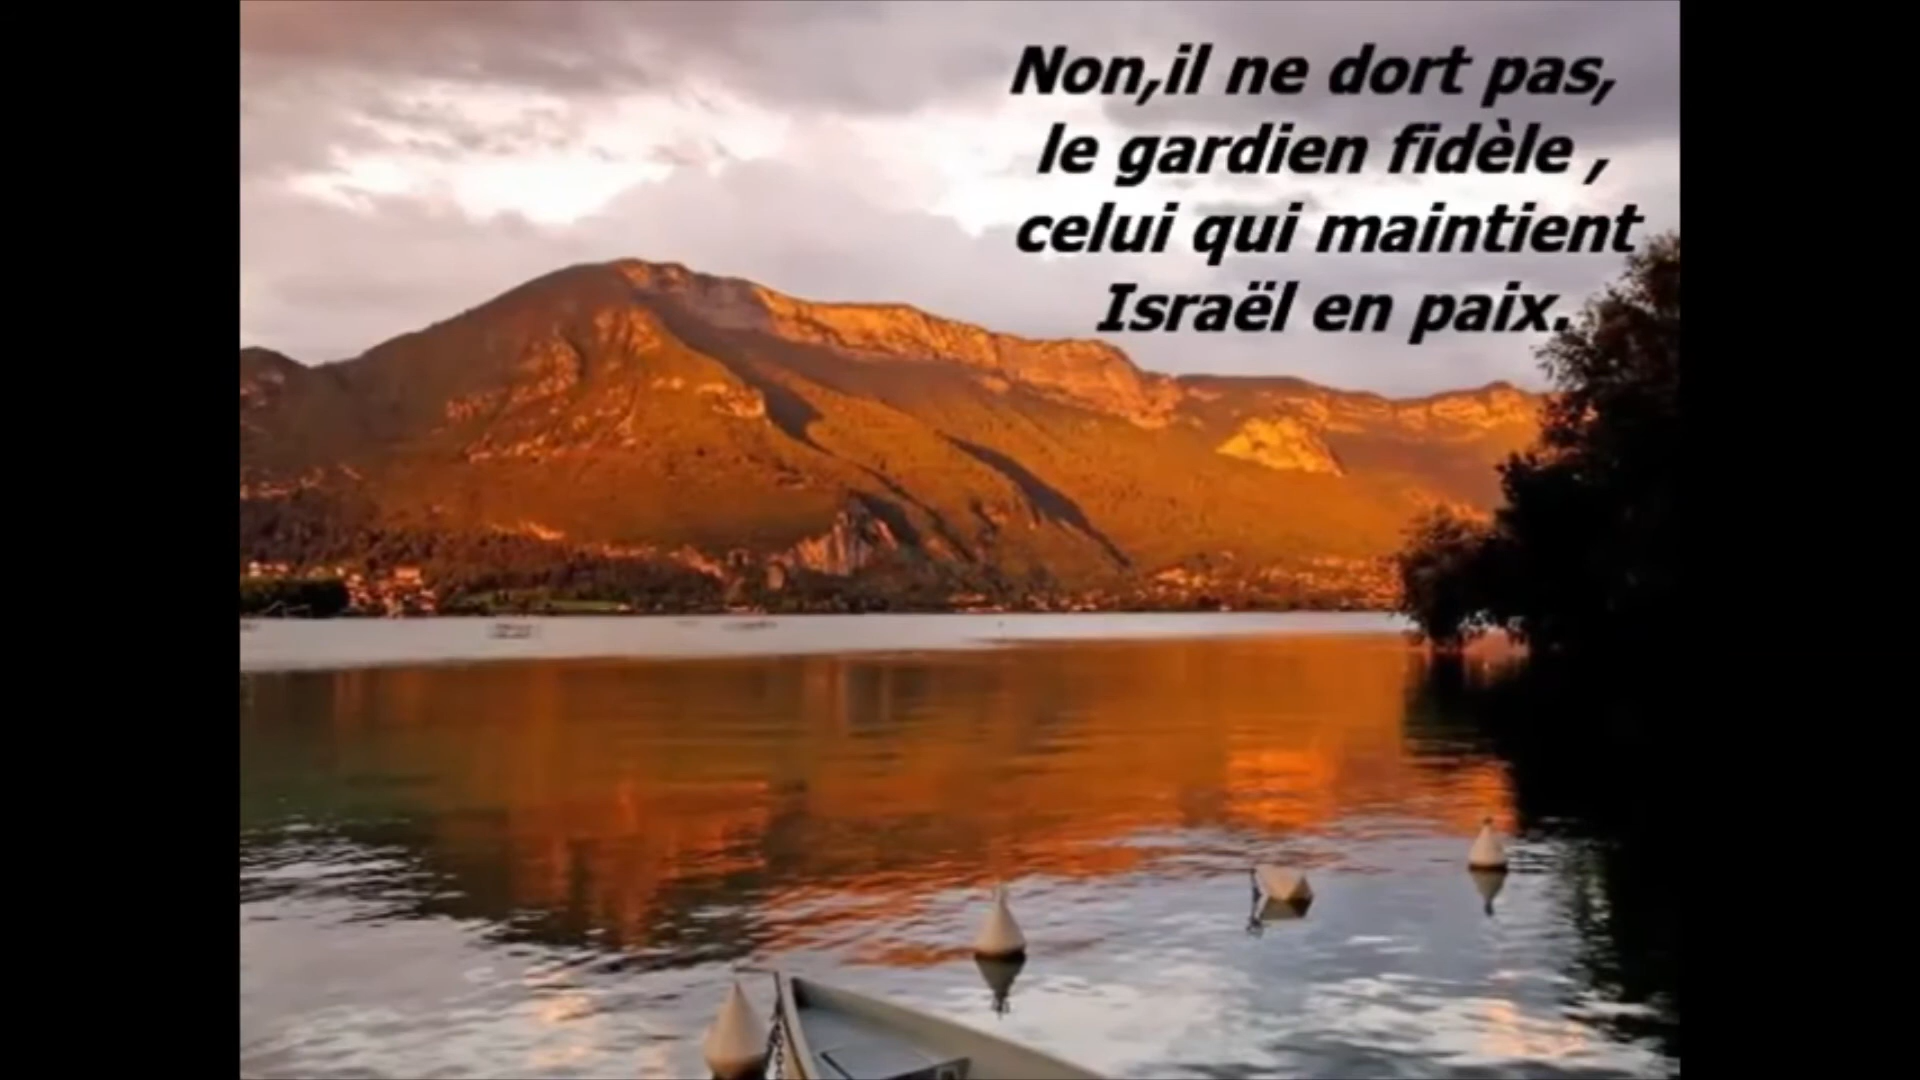 Non,il ne dort pas,
le gardien fidèle ,
celui qui maintient
Israël en paix.